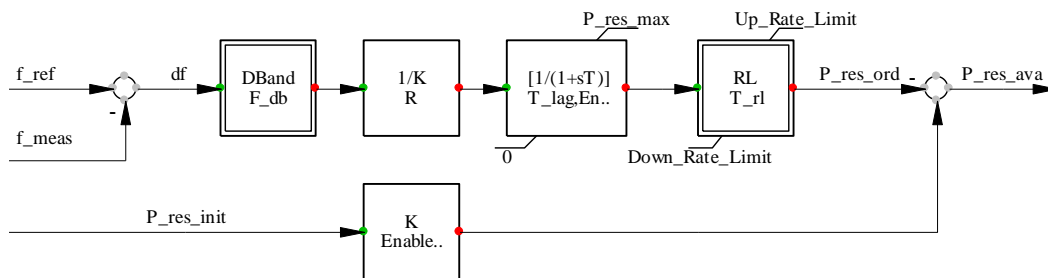 P_res_max
Up_Rate_Limit
f_ref
df
DBand
F_db
1/K
R
[1/(1+sT)]
T_lag,En..
RL
T_rl
P_res_ord
-
P_res_ava
-
f_meas
0
Down_Rate_Limit
P_res_init
K
Enable..